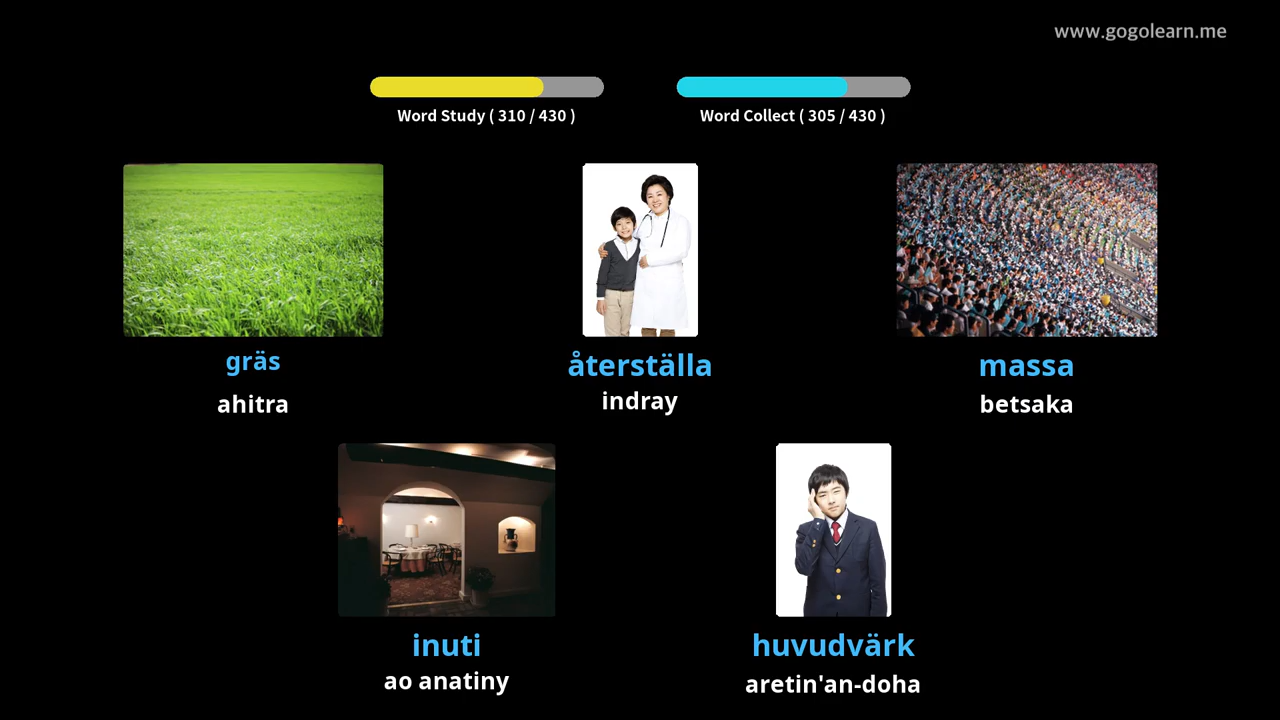 www.gogolearn.me
Word Study ( 310 / 430 )
Word Collect ( 305 / 430 )
gräs
ahitra
återställa
indray
massa
betsaka
inuti
ao anatiny
huvudvärk
aretin'an-doha